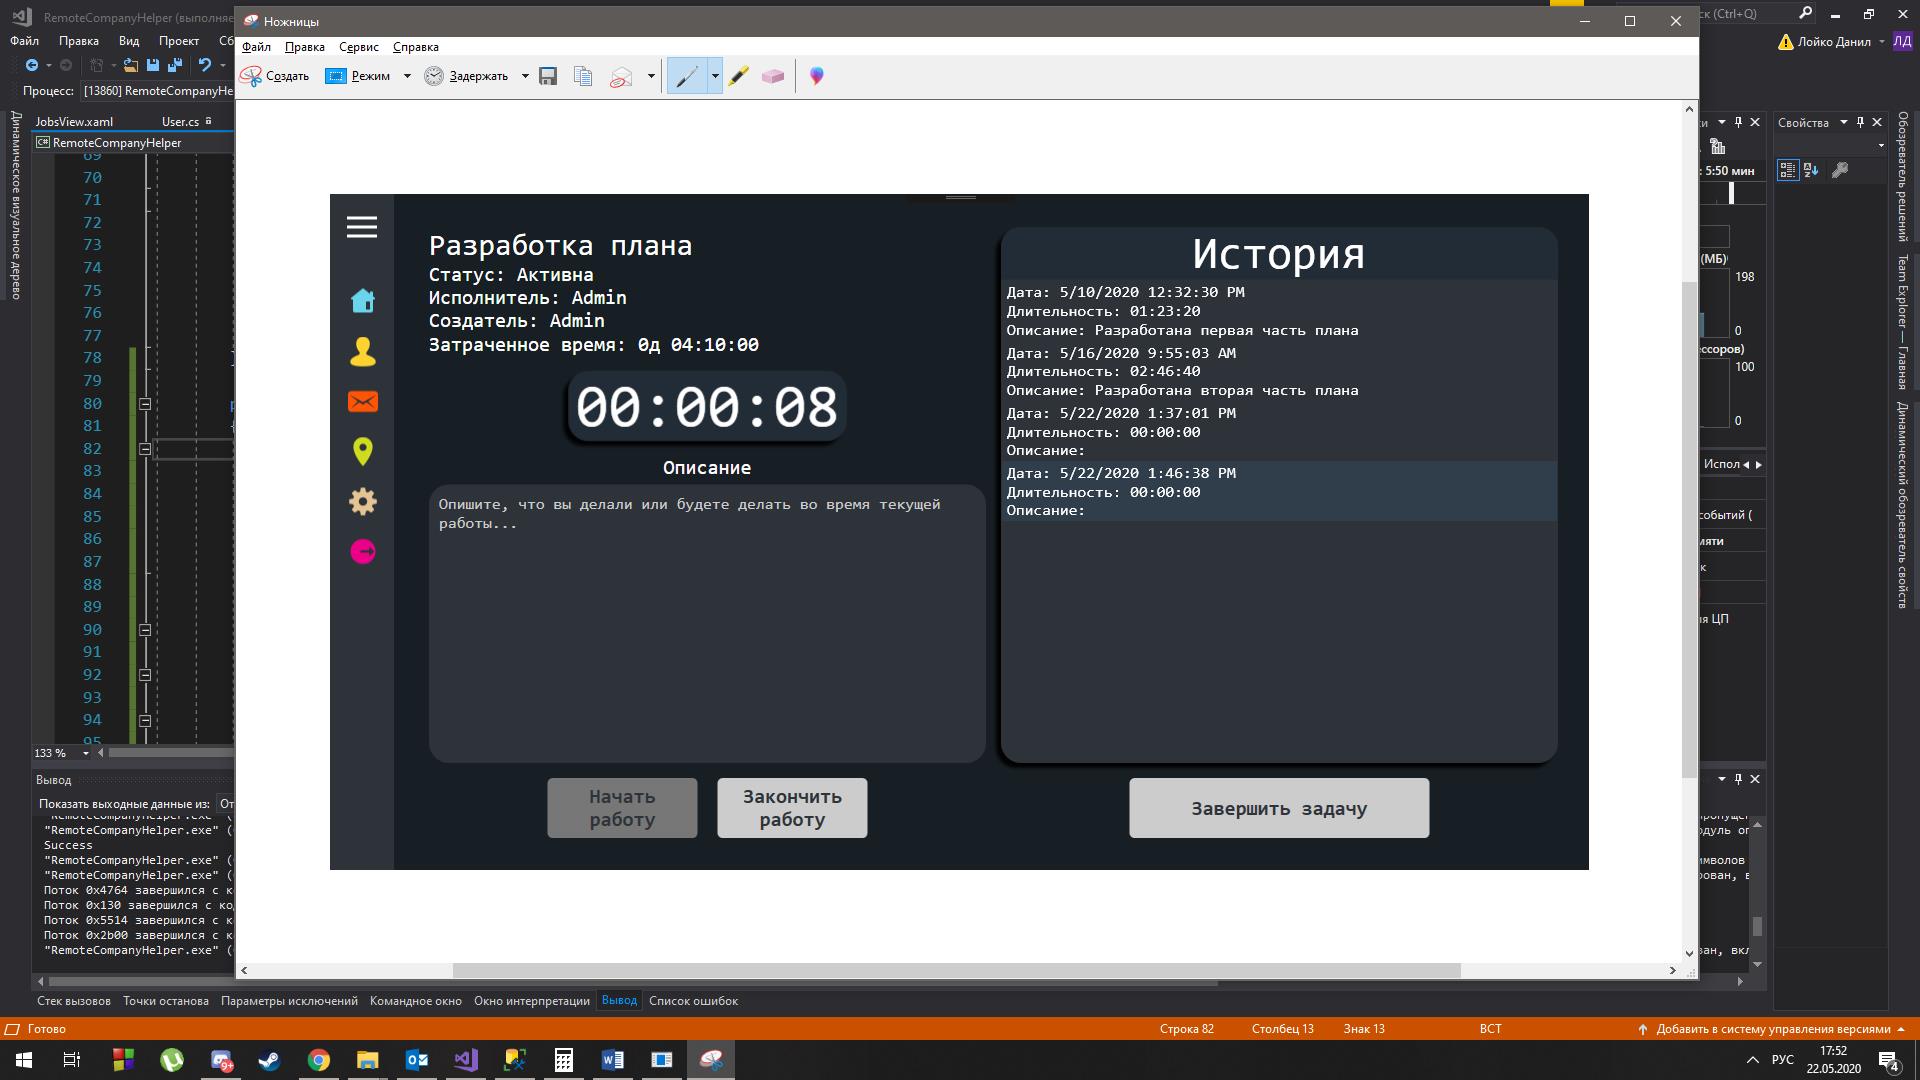 RemoteCompanyHelper (выполняе
Ножницы
ск (Ctrl+Q)
Файл Правка Вид Проект Сб
Файл Правка Сервис Справка
Лойко Данил ЛД
Создать Режим Задержать
Процесс: [13860] RemoteCompanyHe
JobsView.xaml User.cs
RemoteCompanyHelper
Динамическое визуальное дерево
69
70
71
72
73
74
75
76
77
78
79
80
81
82
83
84
85
86
87
88
89
90
91
92
93
94
95
133 %
Разработка плана
Статус: Активна
Исполнитель: Admin
Создатель: Admin
Затраченное время: 0д 04:10:00
00:00:08
Описание
Опишите, что вы делали или будете делать во время текущей
работы...
Начать
работу
Закончить
работу
История
Дата: 5/10/2020 12:32:30 PM
Длительность: 01:23:20
Описание: Разработана первая часть плана
Дата: 5/16/2020 9:55:03 AM
Длительность: 02:46:40
Описание: Разработана вторая часть плана
Дата: 5/22/2020 1:37:01 PM
Длительность: 00:00:00
Описание:
Дата: 5/22/2020 1:46:38 PM
Длительность: 00:00:00
Описание:
Завершить задачу
ки
: 5:50 мин
(МБ)
198
0
ессоров)
100
0
Испол
событий (
мяти
к
ия ЦП
Свойства
Обозреватель решений
Team Explorer — Главная
Динамический обозреватель свойств
Вывод
Показать выходные данные из: От
"RemoteCompanyHelper.exe" (
"RemoteCompanyHelper.exe" (
Success
"RemoteCompanyHelper.exe" (
"RemoteCompanyHelper.exe" (
Поток 0x4764 завершился с к
Поток 0x130 завершился с ко
Поток 0x5514 завершился с к
Поток 0x2b00 завершился с к
"RemoteCompanyHelper.exe" (
одуль оп
имволов
рован, в
ван, вкл
Стек вызовов Точки останова Параметры исключений Командное окно Окно интерпретации Вывод Список ошибок
Готово Строка 82 Столбец 13 Знак 13 ВСТ Добавить в систему управления версиями
9+
РУС
17:52
22.05.2020
4